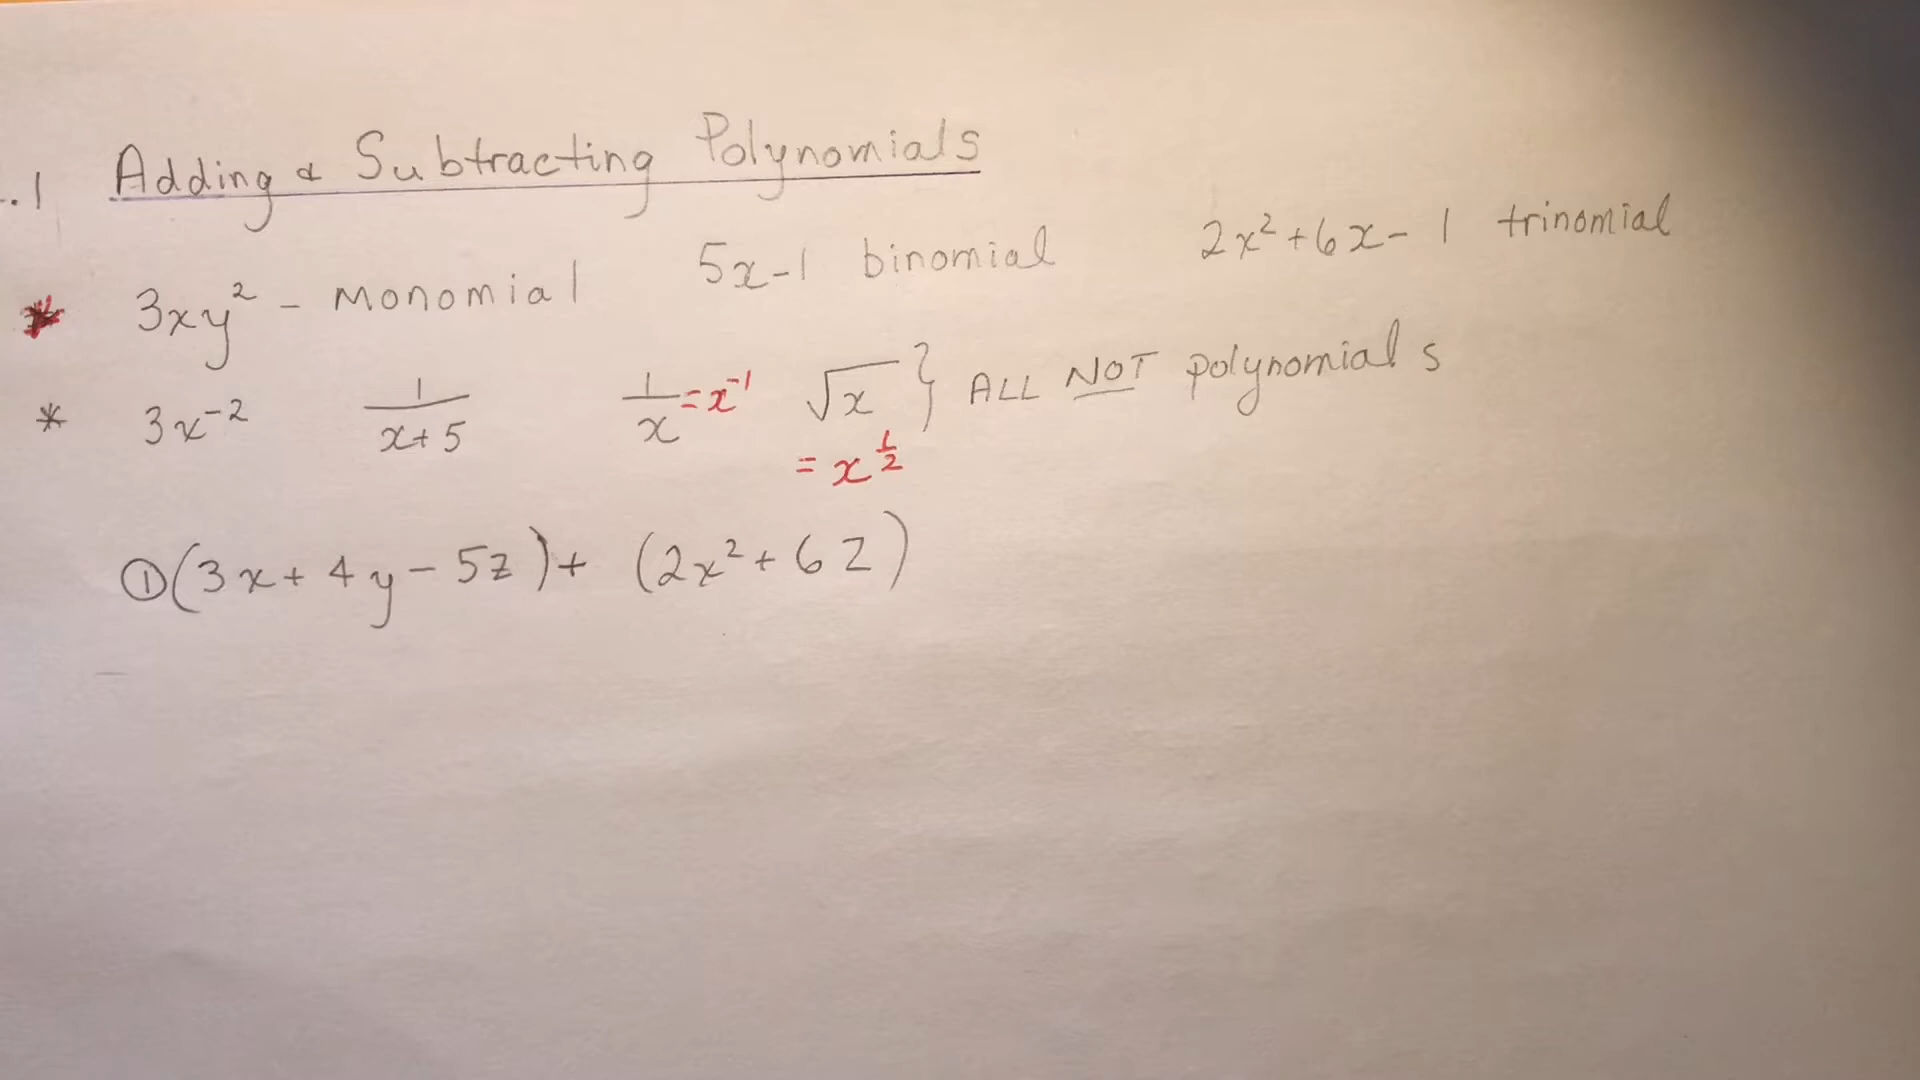 .1 Adding & Subtracting Polynomials
* 3xy² - Monomial 5x-1 binomial 2x²+6x-1 trinomial
* 3x⁻² 1/(x+5) 1/x = x⁻¹ √x } ALL NOT polynomials
= x^(1/2)
① (3x + 4y - 5z) + (2x² + 6z)